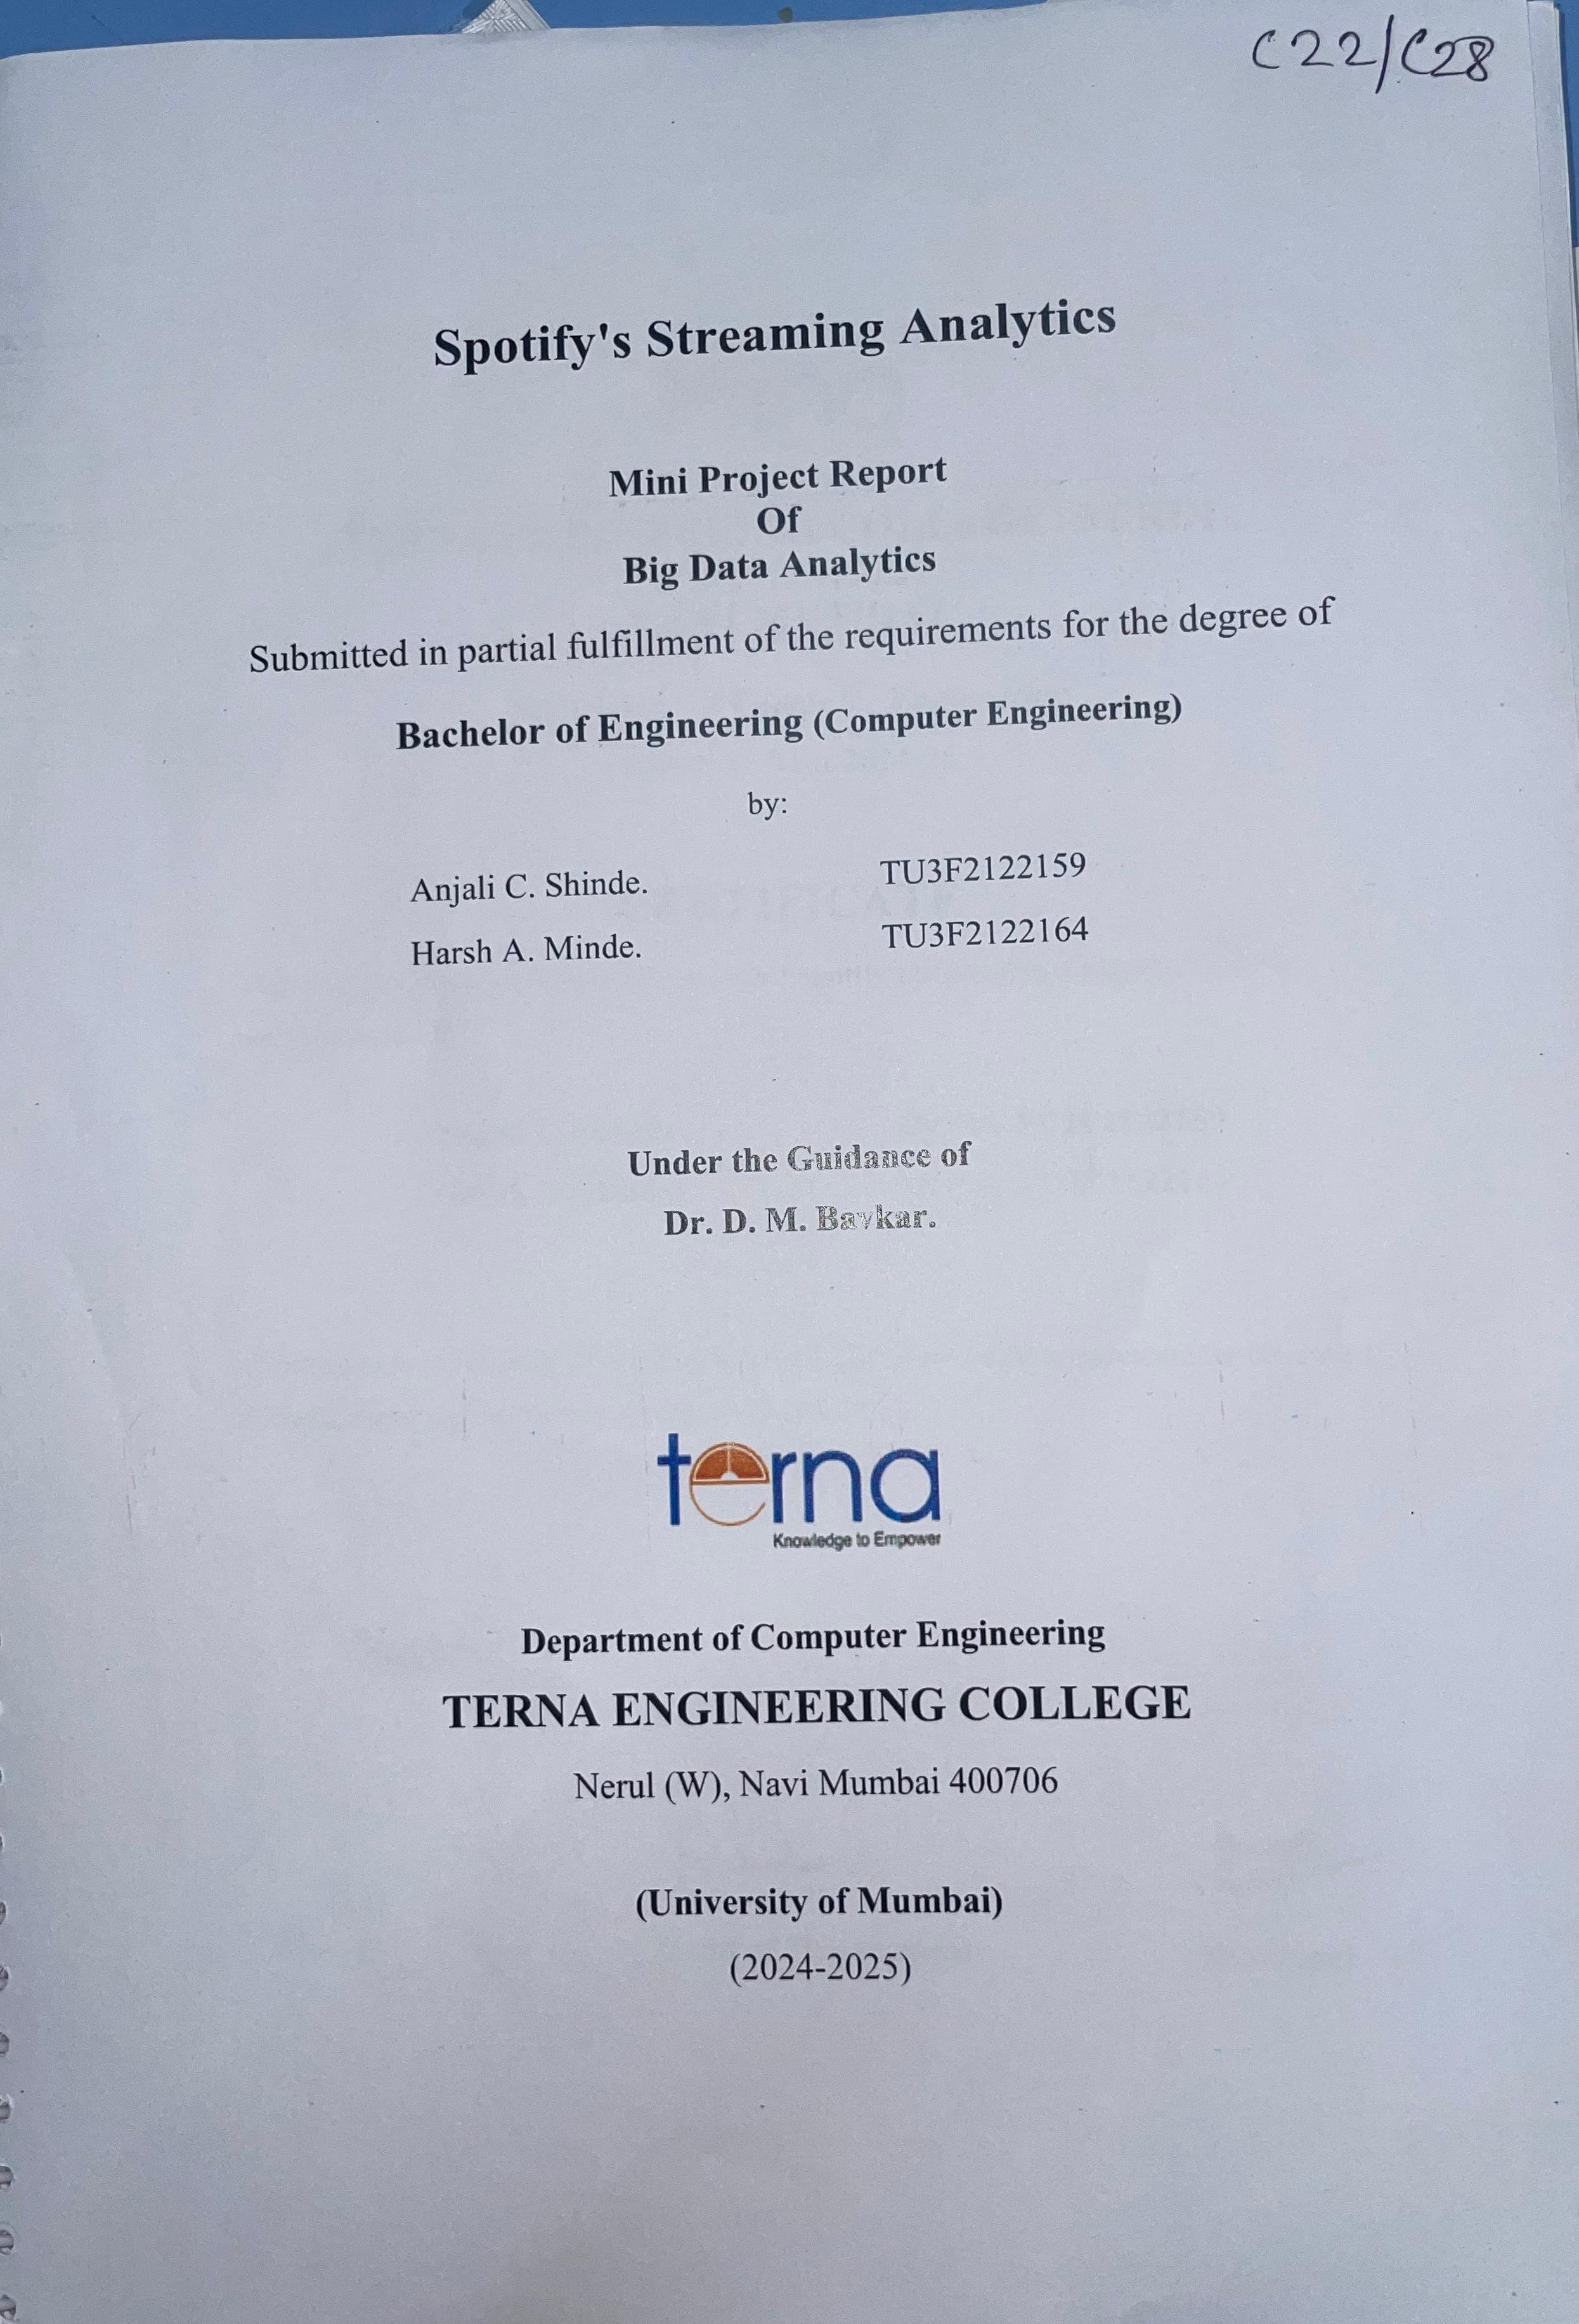 C22/C28
Spotify's Streaming Analytics
Mini Project Report
Of
Big Data Analytics
Submitted in partial fulfillment of the requirements for the degree of
Bachelor of Engineering (Computer Engineering)
by:
Anjali C. Shinde. TU3F2122159
Harsh A. Minde. TU3F2122164
Under the Guidance of
Dr. D. M. Bavkar.
terna
Knowledge to Empower
Department of Computer Engineering
TERNA ENGINEERING COLLEGE
Nerul (W), Navi Mumbai 400706
(University of Mumbai)
(2024-2025)